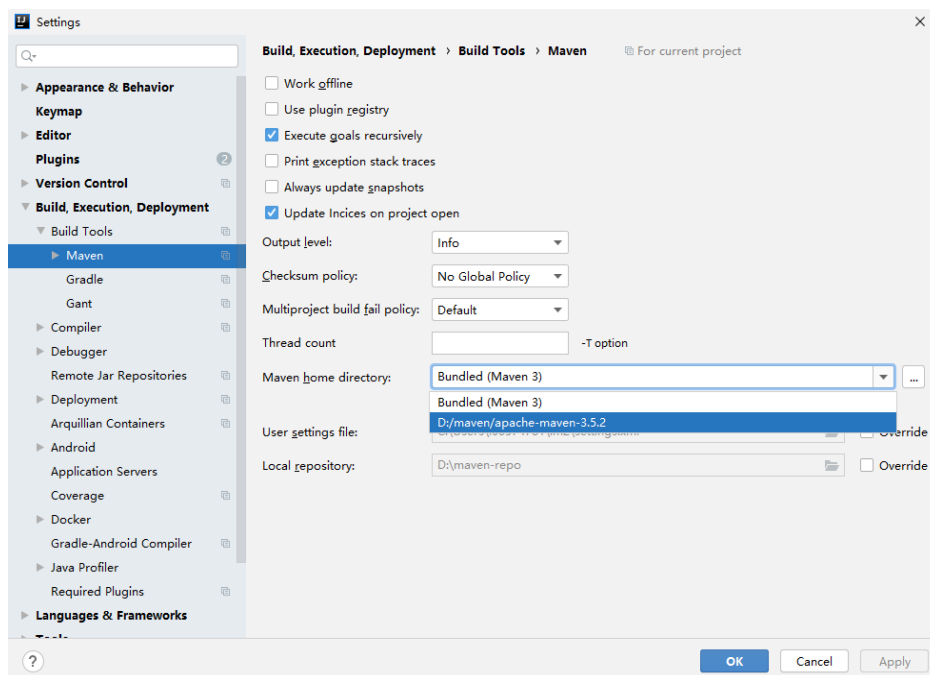 Settings
Build, Execution, Deployment › Build Tools › Maven For current project
Appearance & Behavior
Keymap
Editor
Plugins 2
Version Control
Build, Execution, Deployment
Build Tools
Maven
Gradle
Gant
Compiler
Debugger
Remote Jar Repositories
Deployment
Arquillian Containers
Android
Application Servers
Coverage
Docker
Gradle-Android Compiler
Java Profiler
Required Plugins
Languages & Frameworks
Tools
Work offline
Use plugin registry
Execute goals recursively
Print exception stack traces
Always update snapshots
Update Incices on project open
Output level: Info
Checksum policy: No Global Policy
Multiproject build fail policy: Default
Thread count -T option
Maven home directory: Bundled (Maven 3) ...
Bundled (Maven 3)
D:/maven/apache-maven-3.5.2
User settings file: Override
Local repository: D:\maven-repo Override
? OK Cancel Apply